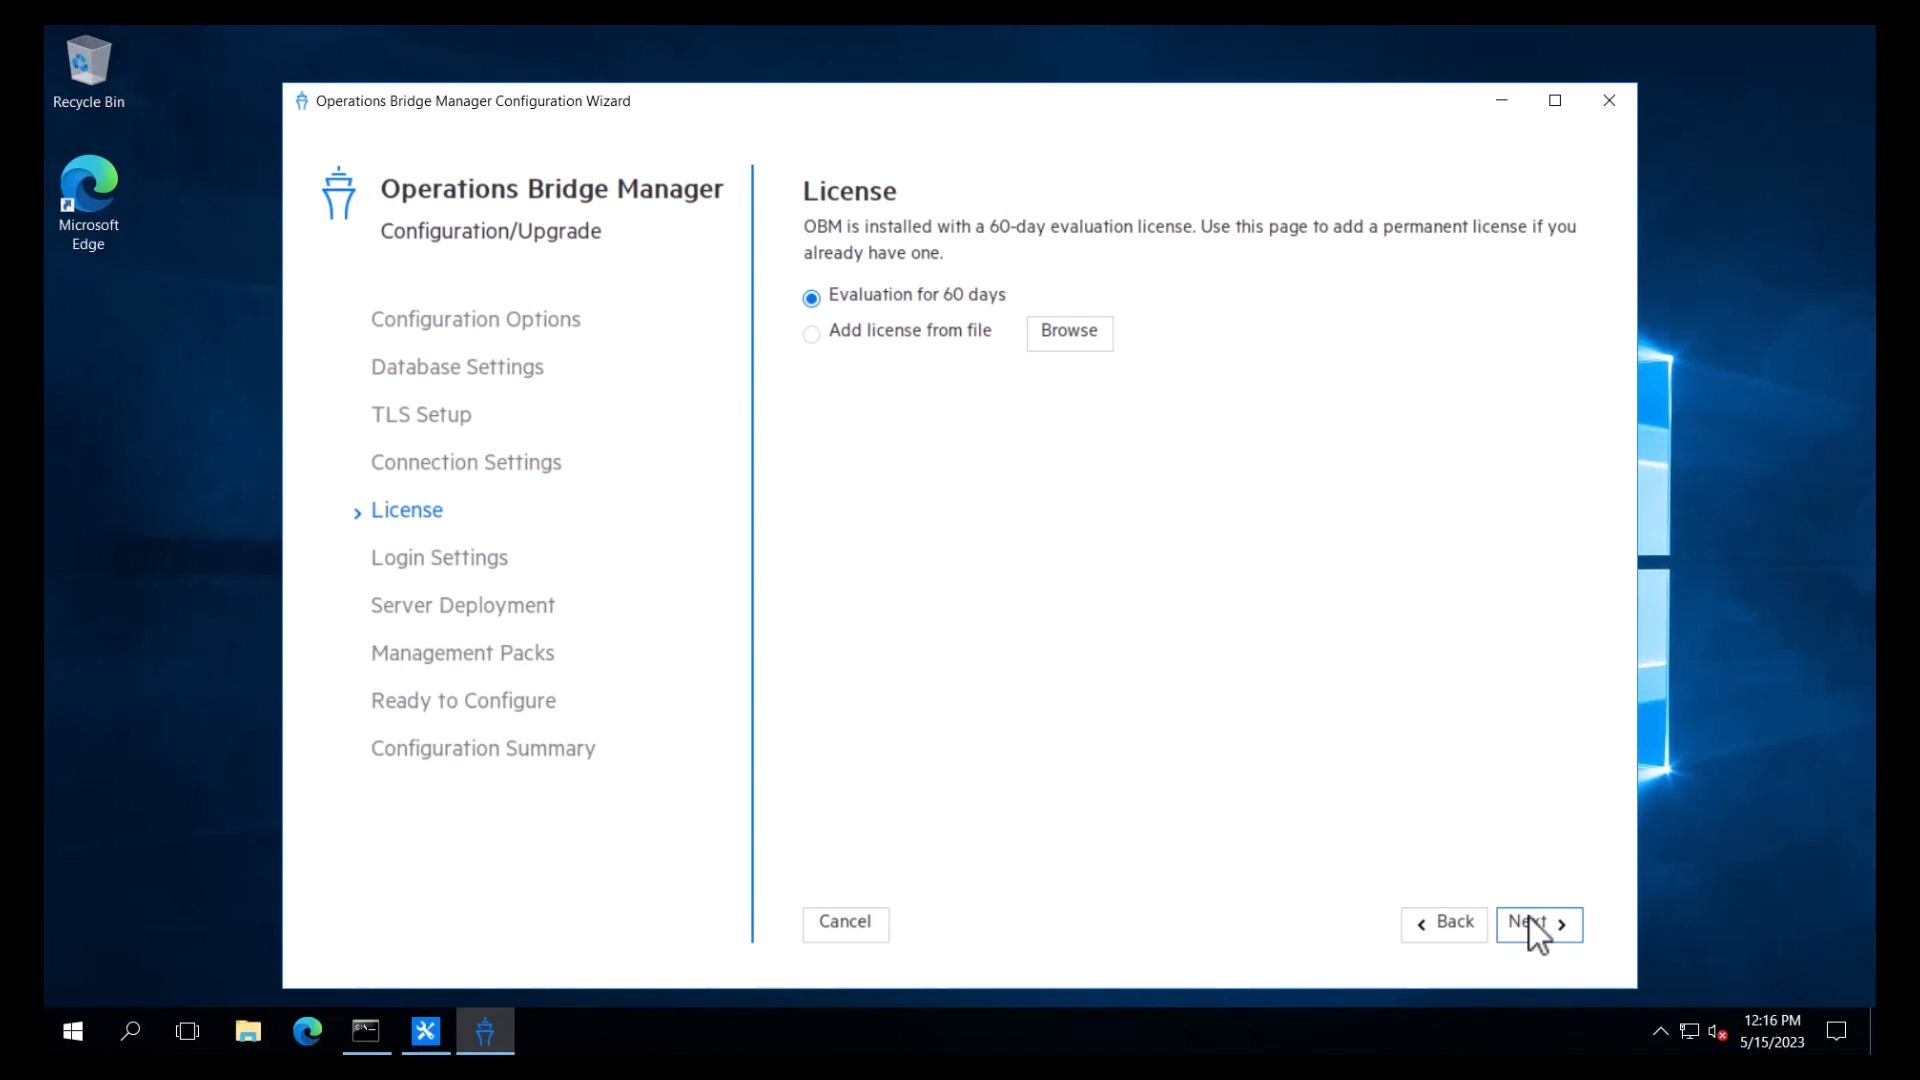 Recycle Bin
Microsoft
Edge
Operations Bridge Manager Configuration Wizard
Operations Bridge Manager
Configuration/Upgrade
Configuration Options
Database Settings
TLS Setup
Connection Settings
License
Login Settings
Server Deployment
Management Packs
Ready to Configure
Configuration Summary
License
OBM is installed with a 60-day evaluation license. Use this page to add a permanent license if you
already have one.
Evaluation for 60 days
Add license from file
Browse
Cancel
Back
Next
12:16 PM
5/15/2023